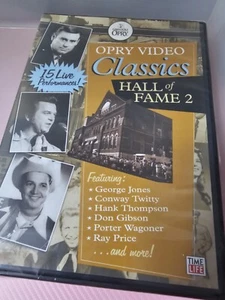 OPRY
OPRY VIDEO
Classics
HALL of
FAME 2
15 Live
Performances!
Featuring:
★ George Jones
★ Conway Twitty
★ Hank Thompson
★ Don Gibson
★ Porter Wagoner
★ Ray Price
...and more!
TIME
LIFE